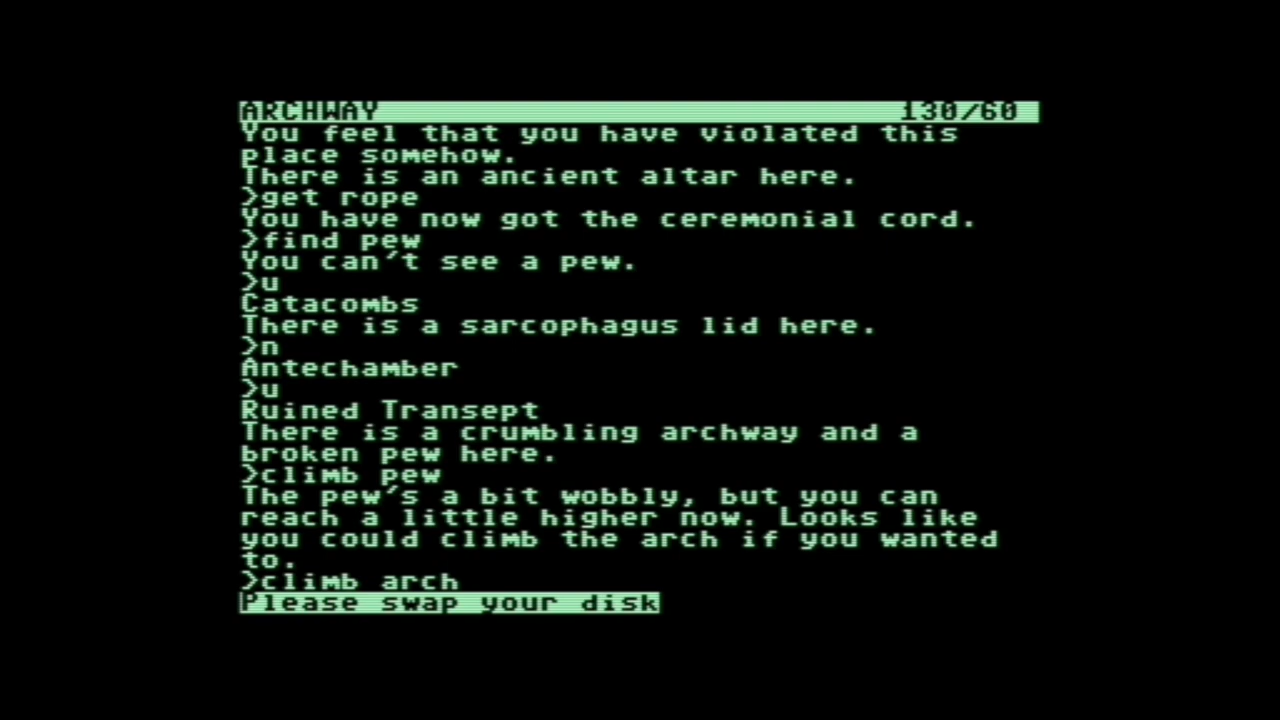 ARCHWAY 130/60
You feel that you have violated this
place somehow.
There is an ancient altar here.
>get rope
You have now got the ceremonial cord.
>find pew
You can't see a pew.
>u
Catacombs
There is a sarcophagus lid here.
>n
Antechamber
>u
Ruined Transept
There is a crumbling archway and a
broken pew here.
>climb pew
The pew's a bit wobbly, but you can
reach a little higher now. Looks like
you could climb the arch if you wanted
to.
>climb arch
Please swap your disk